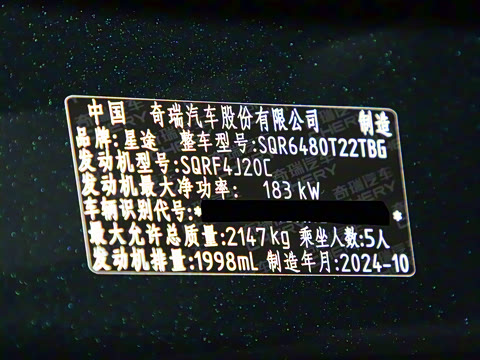 中国 奇瑞汽车股份有限公司 制造
品牌:星途 整车型号:SQR6480T22TBG
发动机型号:SQRF4J20C
发动机最大净功率: 183 kW
车辆识别代号:* *
最大允许总质量:2147kg 乘坐人数:5人
发动机排量:1998mL 制造年月:2024-10